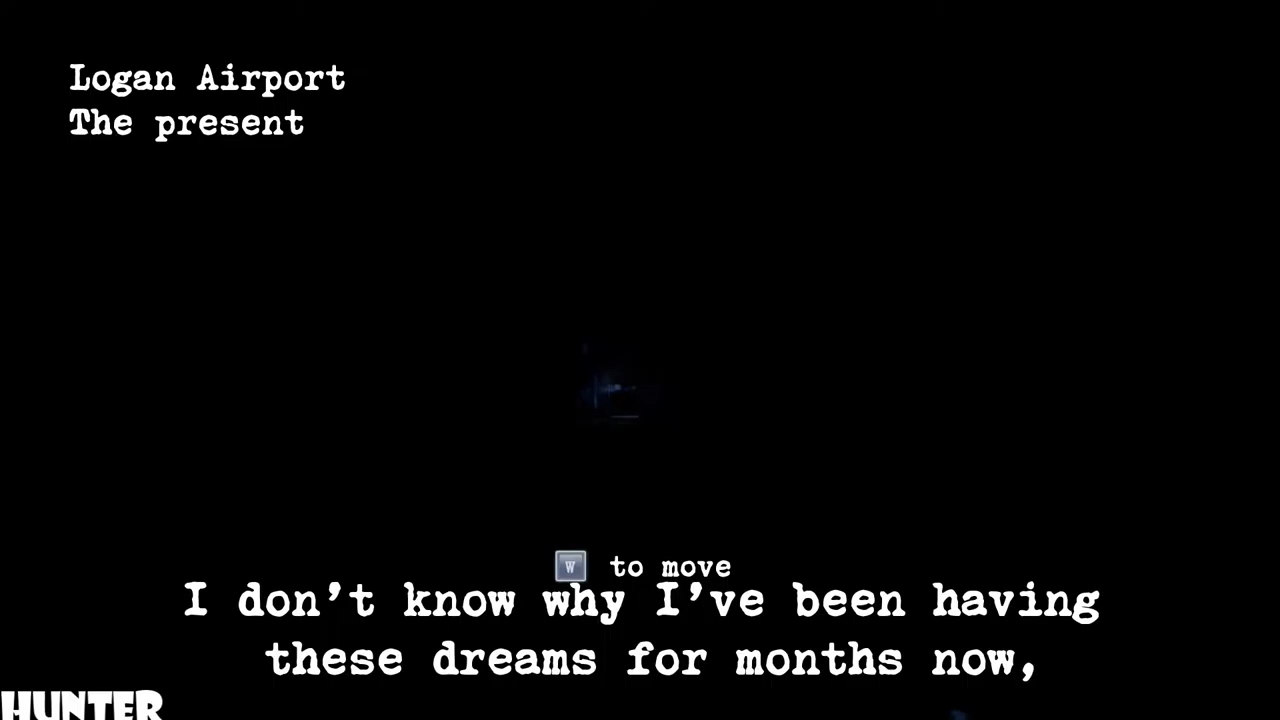 Logan Airport
The present
W to move
I don't know why I've been having
these dreams for months now,
HUNTER